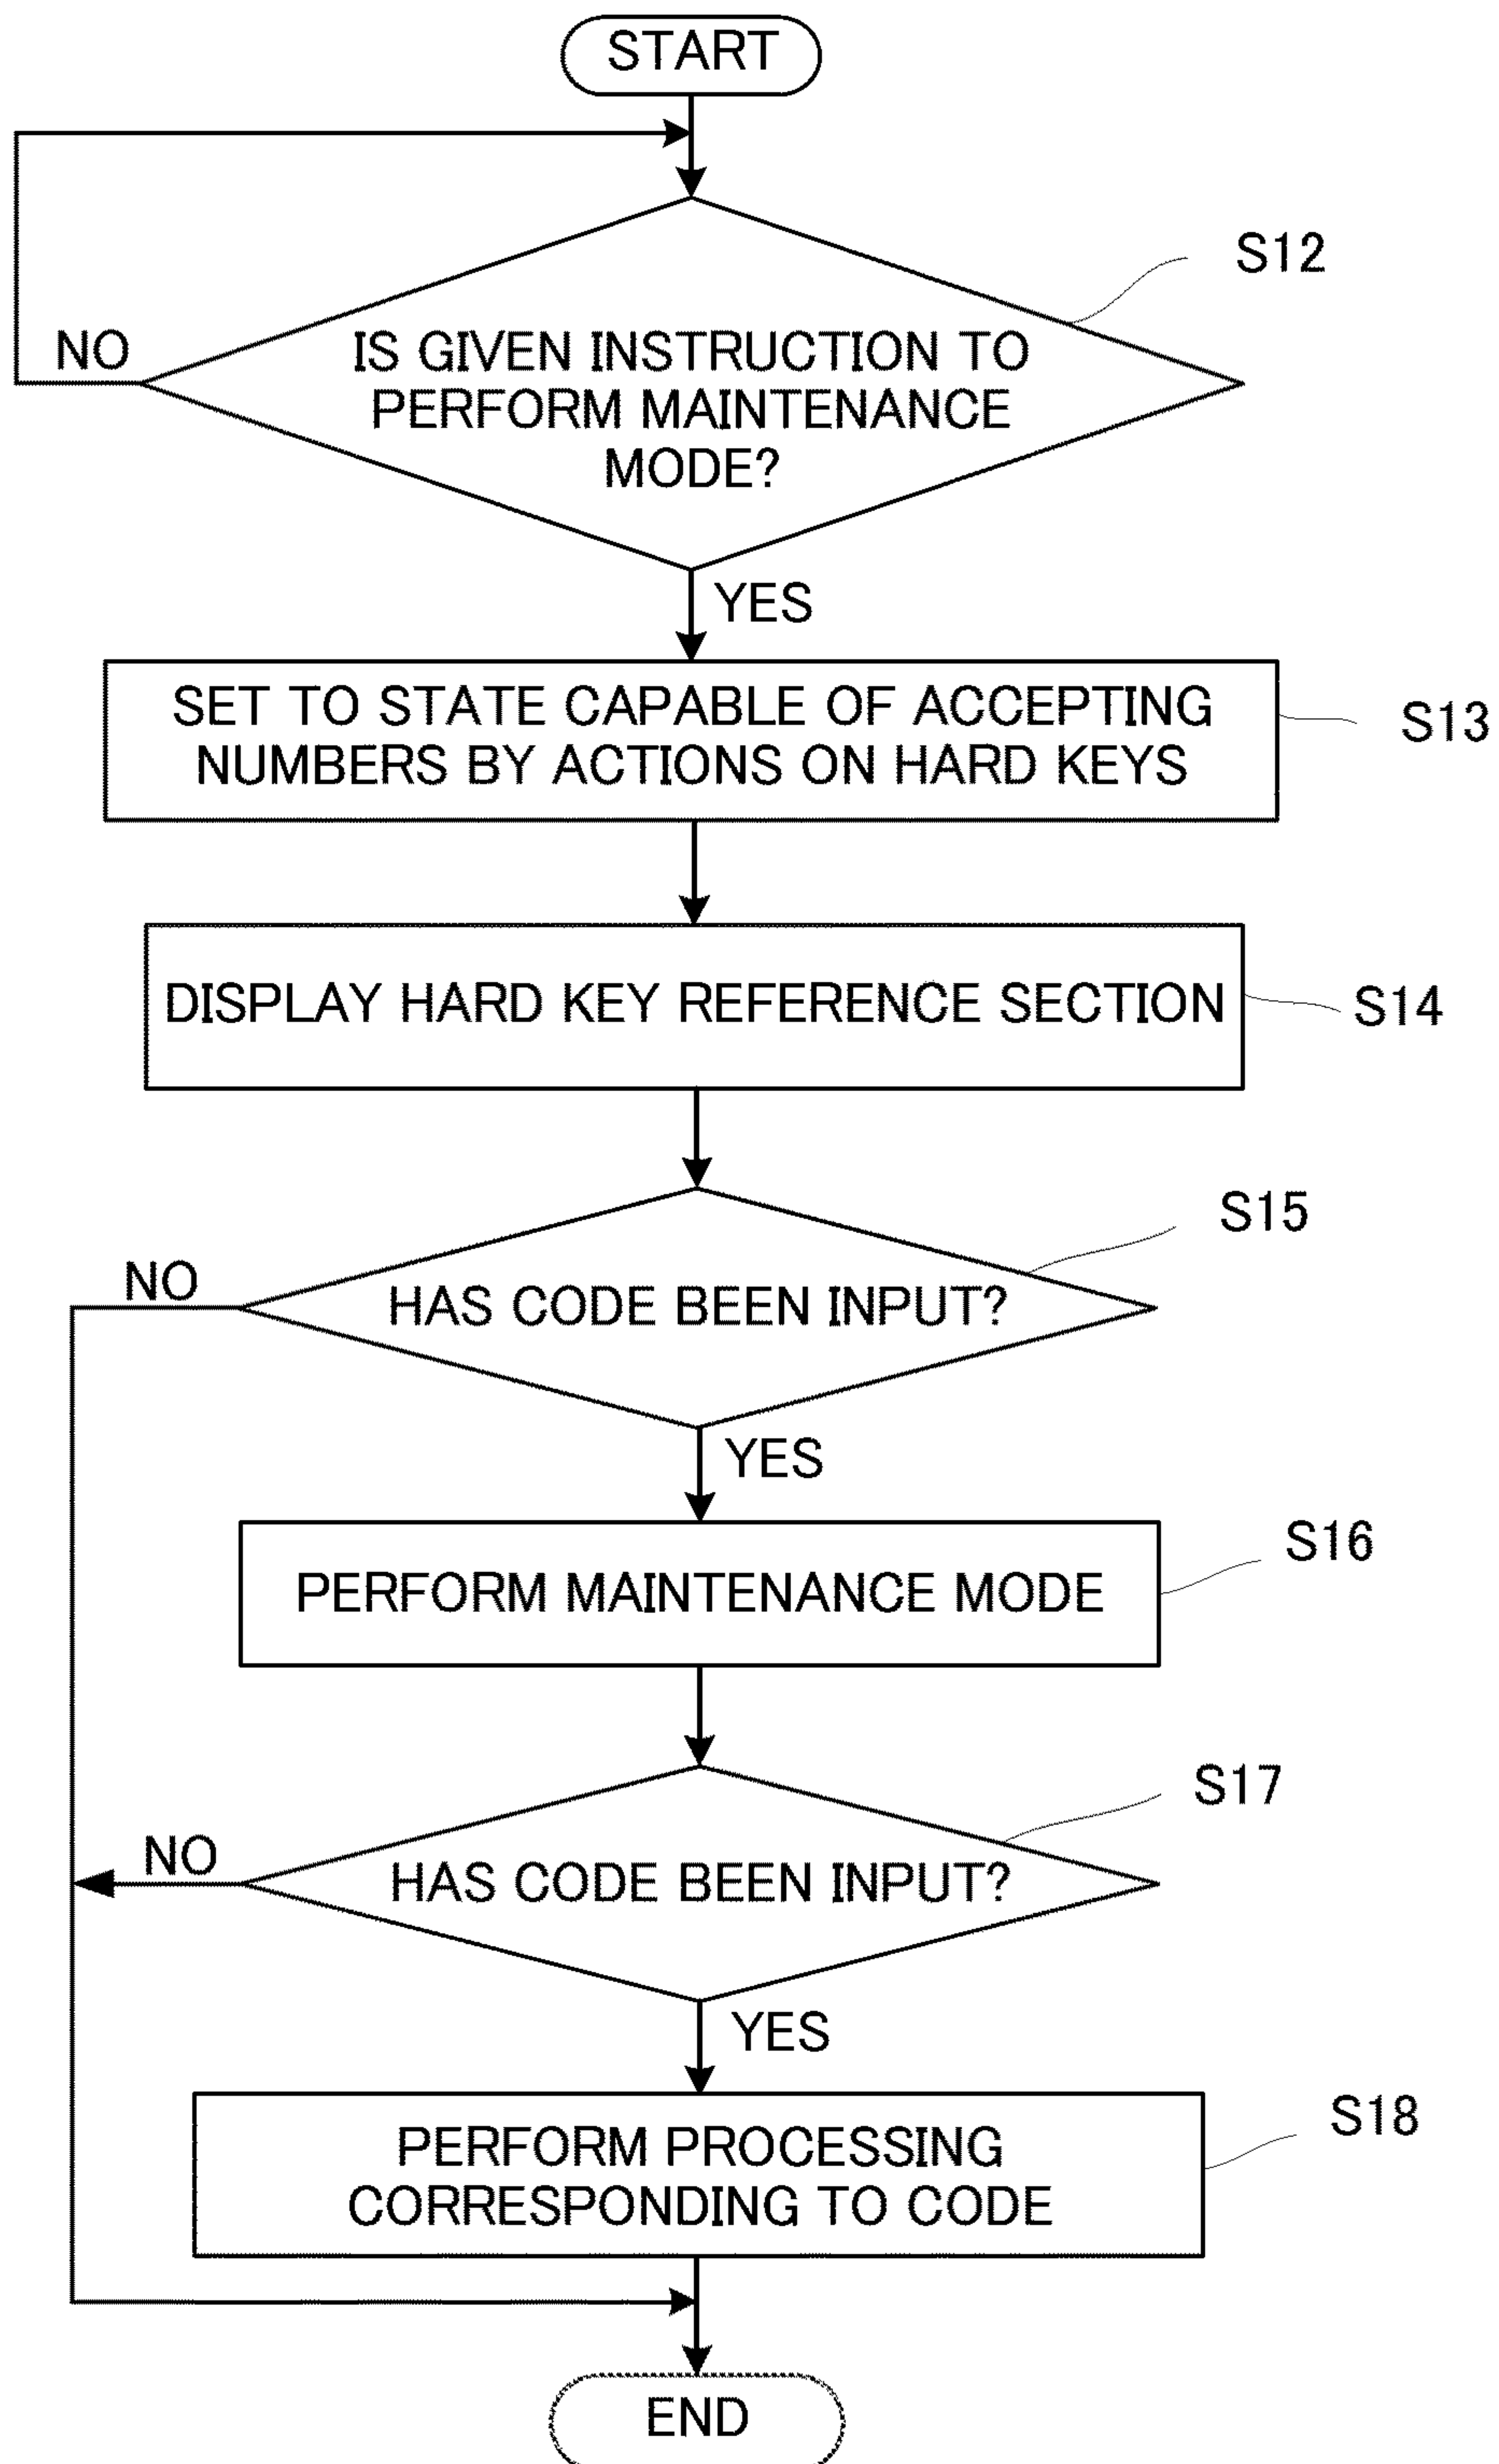 START
S12
NO
IS GIVEN INSTRUCTION TO
PERFORM MAINTENANCE
MODE?
YES
SET TO STATE CAPABLE OF ACCEPTING
NUMBERS BY ACTIONS ON HARD KEYS
S13
DISPLAY HARD KEY REFERENCE SECTION
S14
S15
NO
HAS CODE BEEN INPUT?
YES
S16
PERFORM MAINTENANCE MODE
S17
NO
HAS CODE BEEN INPUT?
YES
S18
PERFORM PROCESSING
CORRESPONDING TO CODE
END